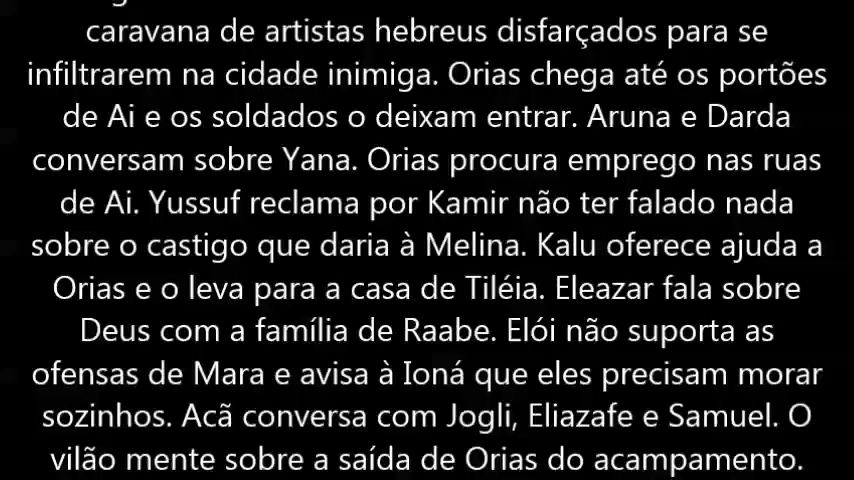 caravana de artistas hebreus disfarçados para se
infiltrarem na cidade inimiga. Orias chega até os portões
de Ai e os soldados o deixam entrar. Aruna e Darda
conversam sobre Yana. Orias procura emprego nas ruas
de Ai. Yussuf reclama por Kamir não ter falado nada
sobre o castigo que daria à Melina. Kalu oferece ajuda a
Orias e o leva para a casa de Tiléia. Eleazar fala sobre
Deus com a família de Raabe. Elói não suporta as
ofensas de Mara e avisa à Ioná que eles precisam morar
sozinhos. Acã conversa com Jogli, Eliazafe e Samuel. O
vilão mente sobre a saída de Orias do acampamento.